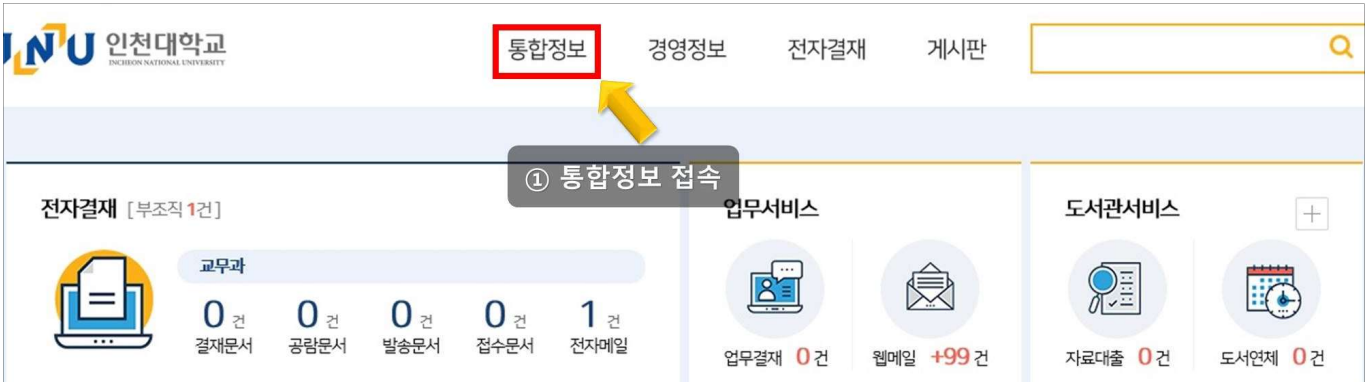 INU 인천대학교
INCHEON NATIONAL UNIVERSITY
통합정보 경영정보 전자결재 게시판
① 통합정보 접속
전자결재 [부조직 1건]
교무과
0 건 0 건 0 건 0 건 1 건
결재문서 공람문서 발송문서 접수문서 전자메일
업무서비스
업무결재 0 건 웹메일 +99 건
도서관서비스
자료대출 0 건 도서연체 0 건